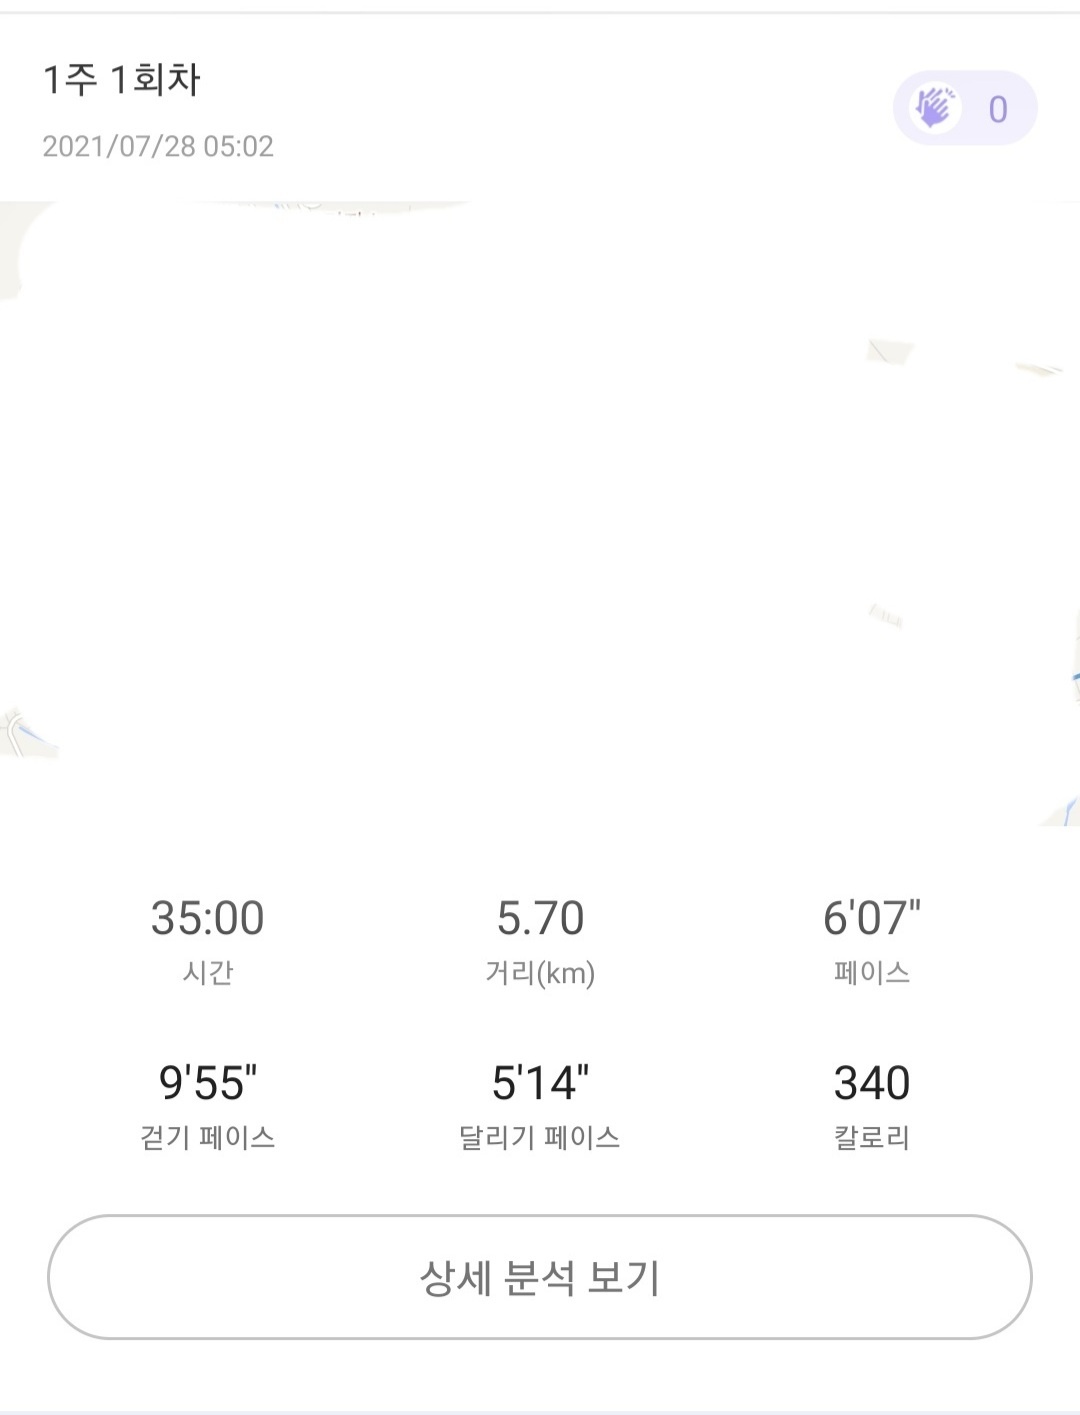 1주 1회차
0
2021/07/28 05:02
35:00
5.70
6'07"
시간
거리(km)
페이스
9'55"
5'14"
340
걷기 페이스
달리기 페이스
칼로리
상세 분석 보기